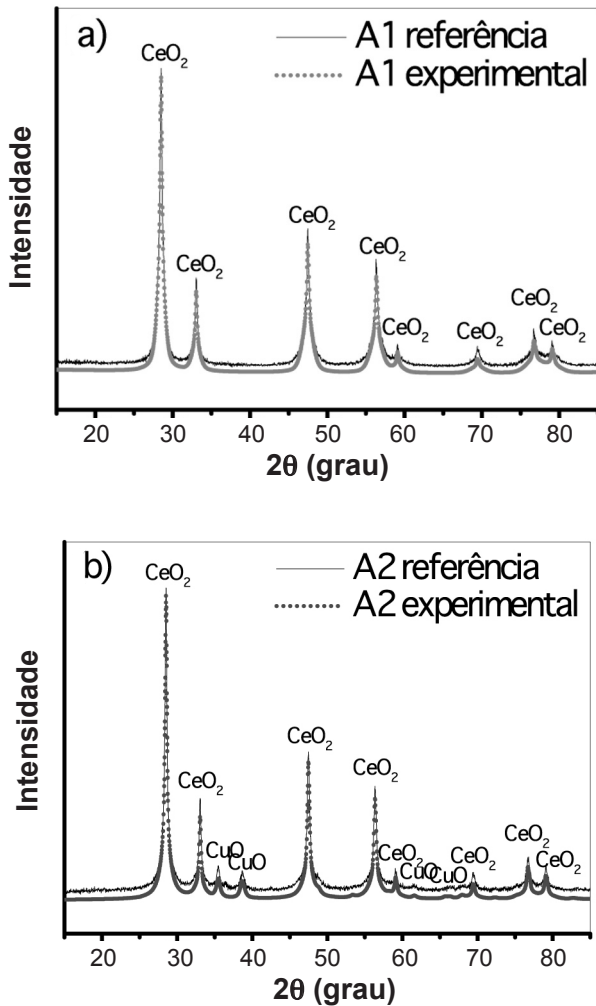 a)
A1 referência
A1 experimental
CeO2
CeO2
CeO2
CeO2
CeO2
CeO2
CeO2
CeO2
Intensidade
20 30 40 50 60 70 80
2θ (grau)
b)
A2 referência
A2 experimental
CeO2
CeO2
CuO
CuO
CeO2
CeO2
CeO2
CuO
CuO
CeO2
CeO2
CeO2
Intensidade
20 30 40 50 60 70 80
2θ (grau)